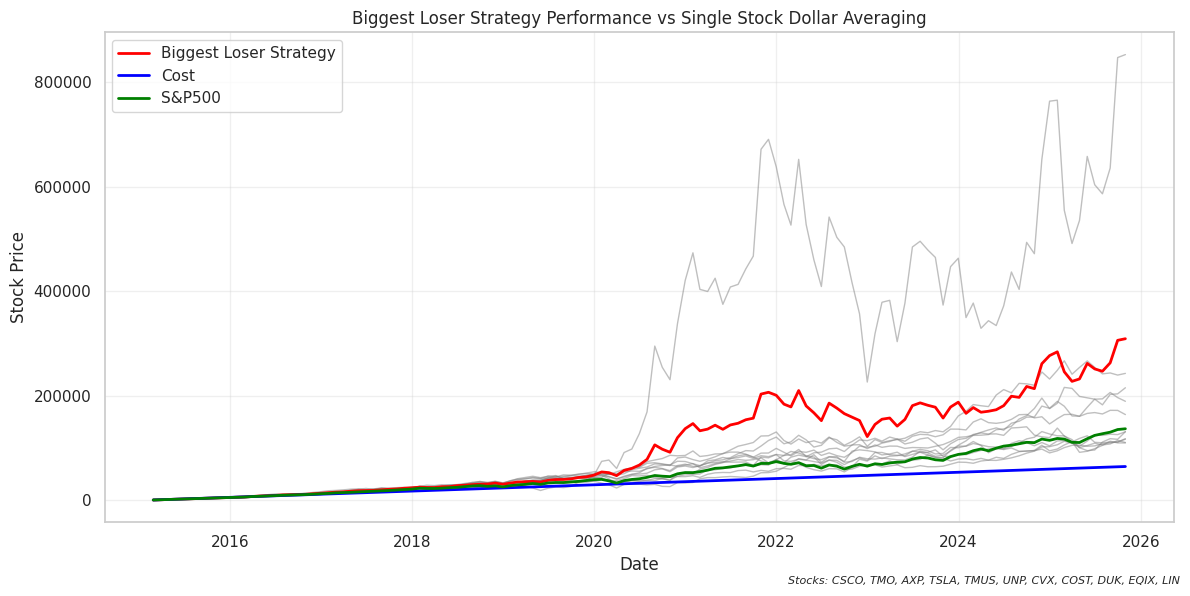 Biggest Loser Strategy Performance vs Single Stock Dollar Averaging
Biggest Loser Strategy
Cost
S&P500
Stock Price
800000
600000
400000
200000
0
2016
2018
2020
2022
2024
2026
Date
Stocks: CSCO, TMO, AXP, TSLA, TMUS, UNP, CVX, COST, DUK, EQIX, LIN